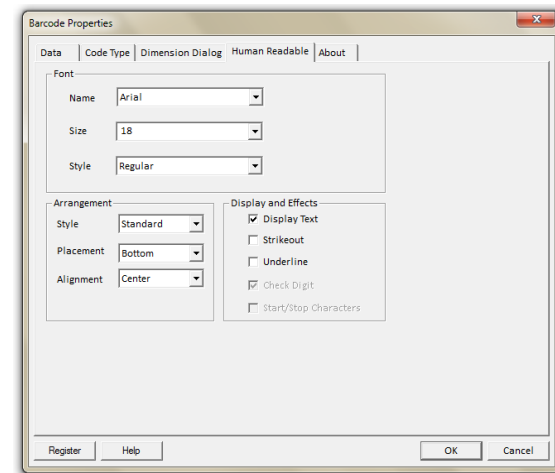 Barcode Properties
Data Code Type Dimension Dialog Human Readable About
Font
Name Arial
Size 18
Style Regular
Arrangement
Style Standard
Placement Bottom
Alignment Center
Display and Effects
Display Text
Strikeout
Underline
Check Digit
Start/Stop Characters
Register Help OK Cancel